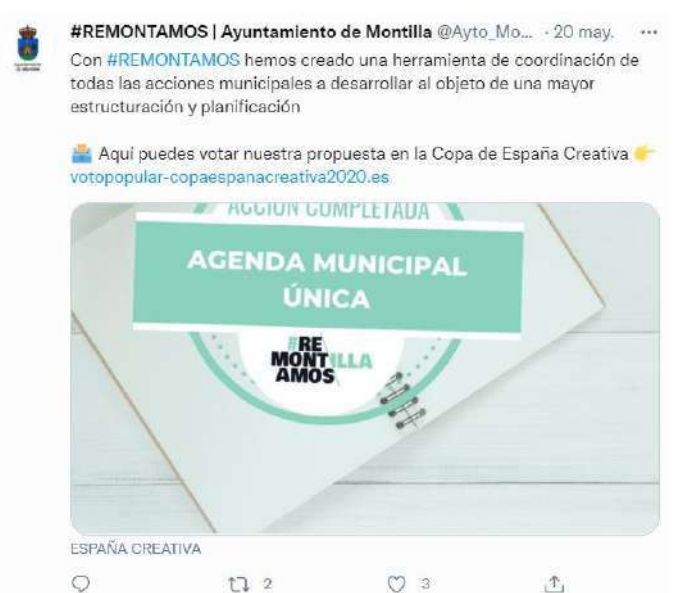 #REMONTAMOS | Ayuntamiento de Montilla @Ayto_Mo... · 20 may. ···
Con #REMONTAMOS hemos creado una herramienta de coordinación de
todas las acciones municipales a desarrollar al objeto de una mayor
estructuración y planificación
🗳️ Aquí puedes votar nuestra propuesta en la Copa de España Creativa 👉
votopopular-copaespanacreativa2020.es
ACCIÓN COMPLETADA
AGENDA MUNICIPAL
ÚNICA
#RE
MONTILLA
AMOS
ESPAÑA CREATIVA
2 3